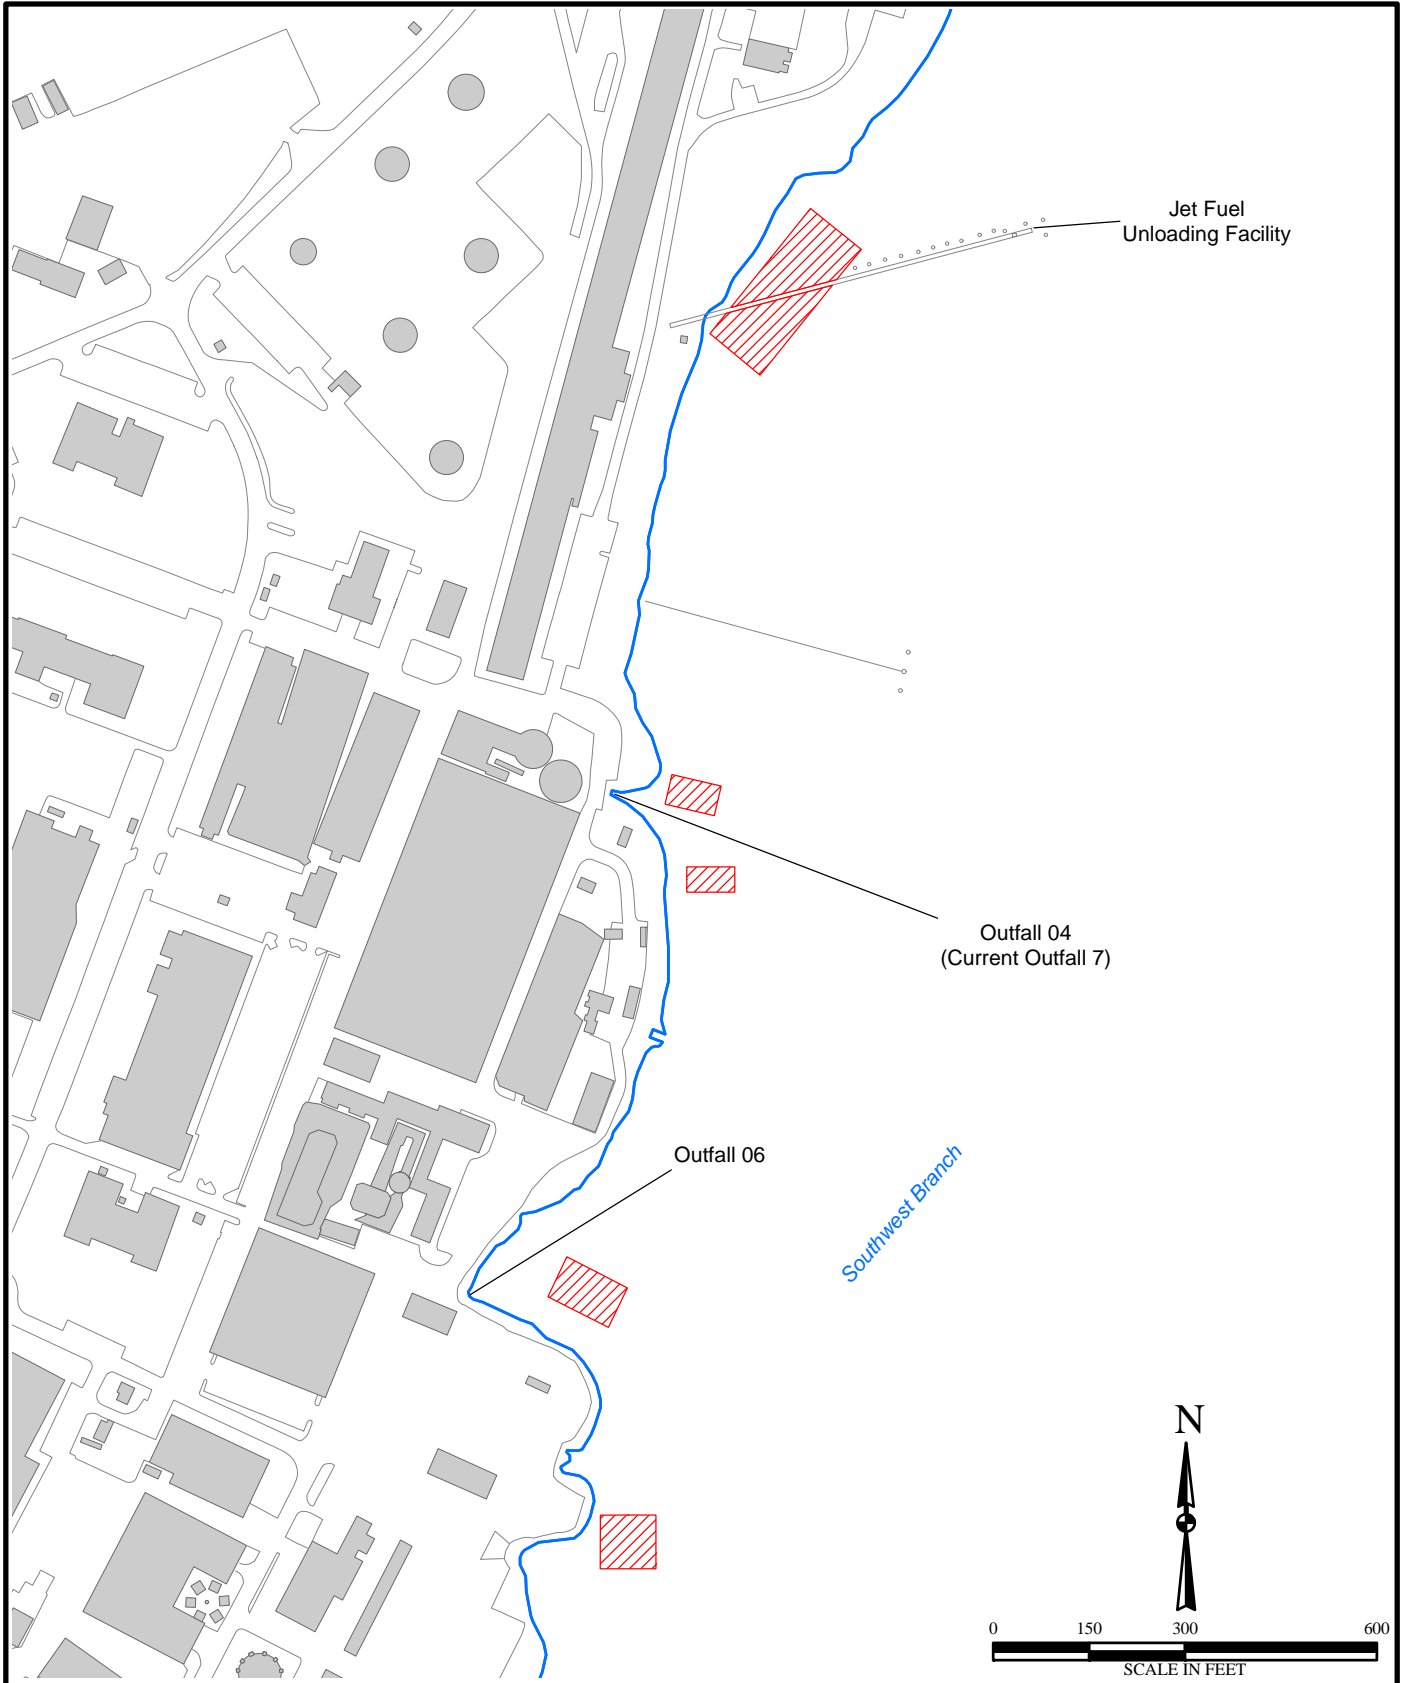 Jet Fuel
Unloading Facility
Outfall 04
(Current Outfall 7)
Outfall 06
Southwest Branch
N
0 150 300 600
SCALE IN FEET